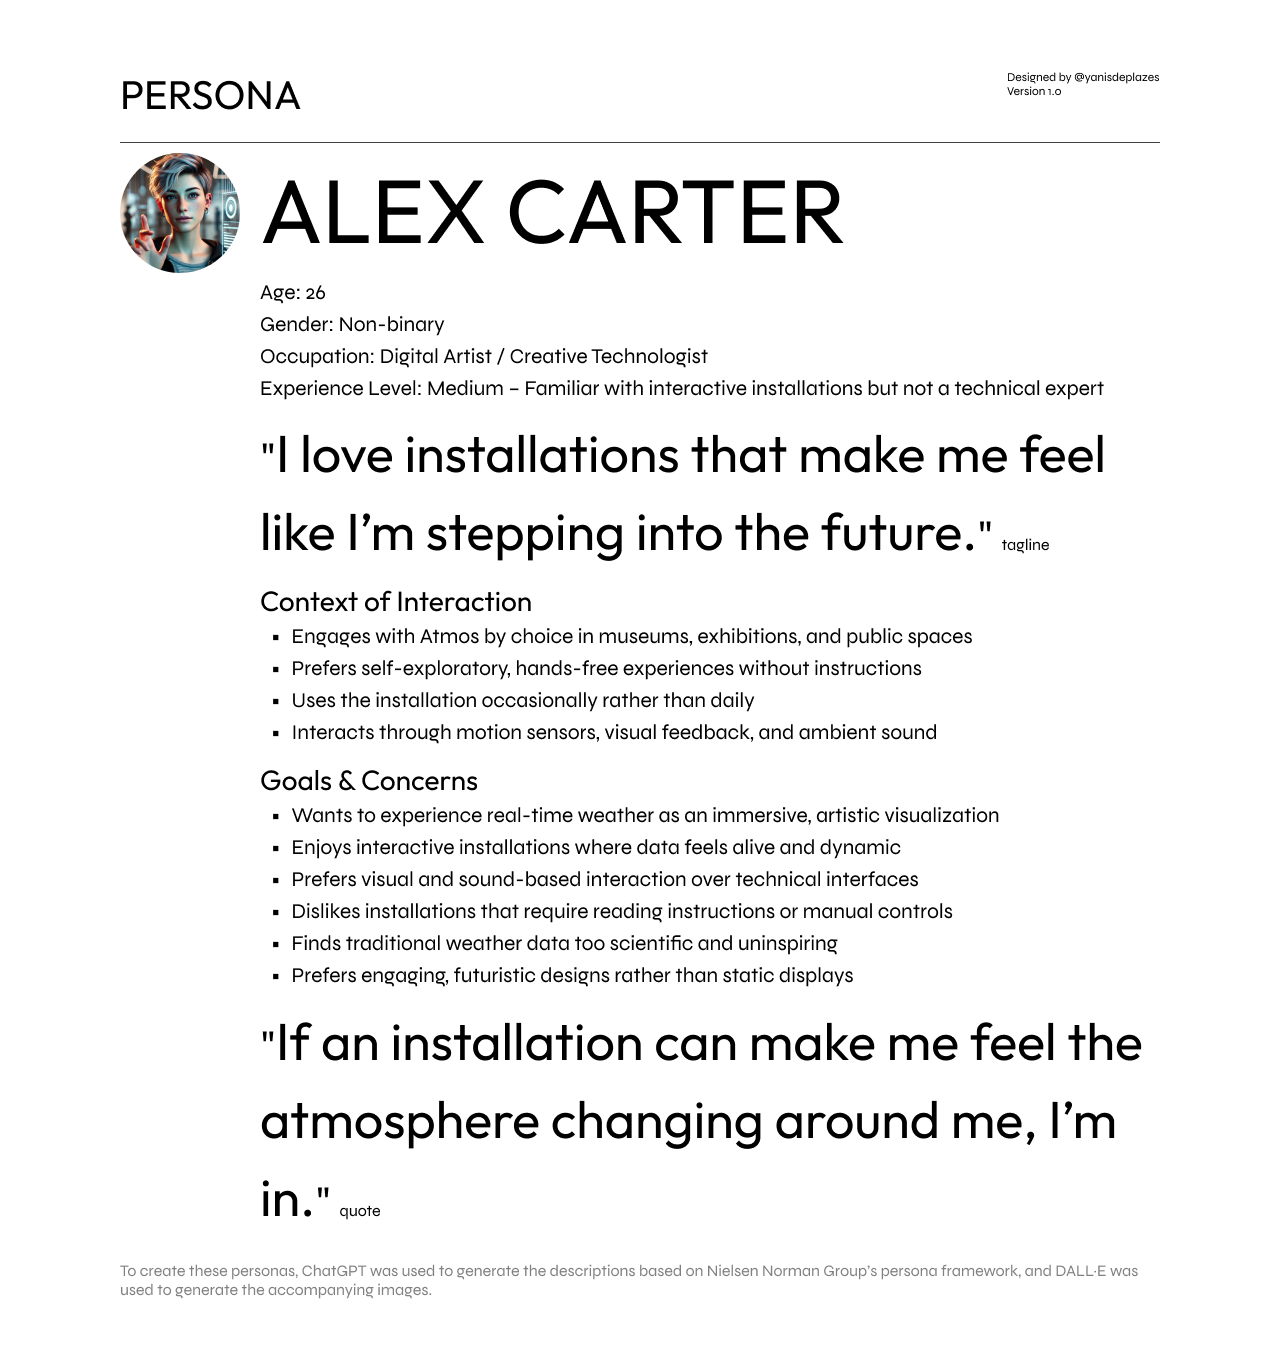 PERSONA
Designed by @yanisdeplazes
Version 1.0
ALEX CARTER
Age: 26
Gender: Non-binary
Occupation: Digital Artist / Creative Technologist
Experience Level: Medium – Familiar with interactive installations but not a technical expert
"I love installations that make me feel
like I’m stepping into the future." tagline
Context of Interaction
▪ Engages with Atmos by choice in museums, exhibitions, and public spaces
▪ Prefers self-exploratory, hands-free experiences without instructions
▪ Uses the installation occasionally rather than daily
▪ Interacts through motion sensors, visual feedback, and ambient sound
Goals & Concerns
▪ Wants to experience real-time weather as an immersive, artistic visualization
▪ Enjoys interactive installations where data feels alive and dynamic
▪ Prefers visual and sound-based interaction over technical interfaces
▪ Dislikes installations that require reading instructions or manual controls
▪ Finds traditional weather data too scientific and uninspiring
▪ Prefers engaging, futuristic designs rather than static displays
"If an installation can make me feel the
atmosphere changing around me, I’m
in." quote
To create these personas, ChatGPT was used to generate the descriptions based on Nielsen Norman Group’s persona framework, and DALL·E was
used to generate the accompanying images.